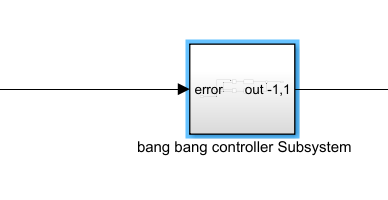 error out -1,1
bang bang controller Subsystem